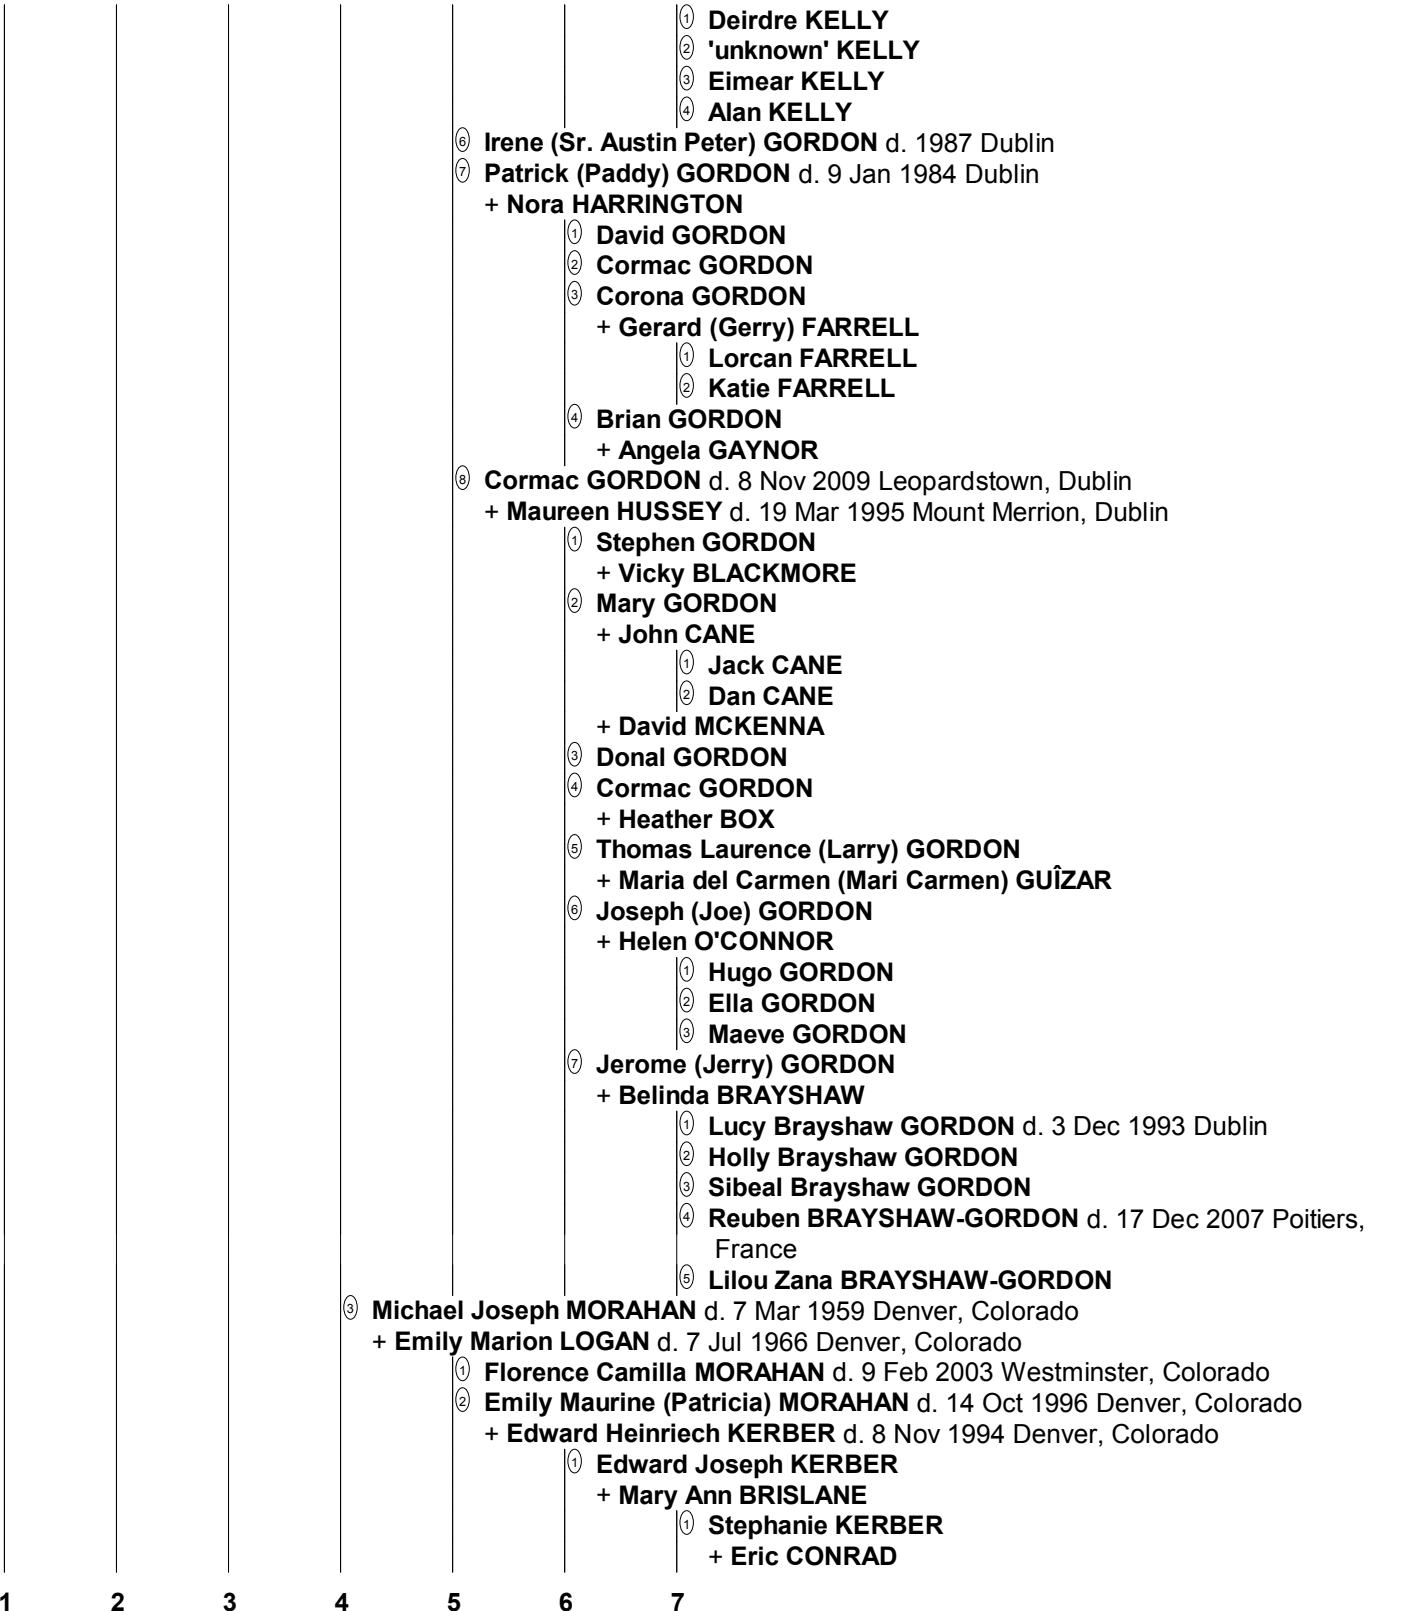 ① Deirdre KELLY
② 'unknown' KELLY
③ Eimear KELLY
④ Alan KELLY
⑥ Irene (Sr. Austin Peter) GORDON d. 1987 Dublin
⑦ Patrick (Paddy) GORDON d. 9 Jan 1984 Dublin
+ Nora HARRINGTON
① David GORDON
② Cormac GORDON
③ Corona GORDON
+ Gerard (Gerry) FARRELL
① Lorcan FARRELL
② Katie FARRELL
④ Brian GORDON
+ Angela GAYNOR
⑧ Cormac GORDON d. 8 Nov 2009 Leopardstown, Dublin
+ Maureen HUSSEY d. 19 Mar 1995 Mount Merrion, Dublin
① Stephen GORDON
+ Vicky BLACKMORE
② Mary GORDON
+ John CANE
① Jack CANE
② Dan CANE
+ David MCKENNA
③ Donal GORDON
④ Cormac GORDON
+ Heather BOX
⑤ Thomas Laurence (Larry) GORDON
+ Maria del Carmen (Mari Carmen) GUÎZAR
⑥ Joseph (Joe) GORDON
+ Helen O'CONNOR
① Hugo GORDON
② Ella GORDON
③ Maeve GORDON
⑦ Jerome (Jerry) GORDON
+ Belinda BRAYSHAW
① Lucy Brayshaw GORDON d. 3 Dec 1993 Dublin
② Holly Brayshaw GORDON
③ Sibeal Brayshaw GORDON
④ Reuben BRAYSHAW-GORDON d. 17 Dec 2007 Poitiers,
France
⑤ Lilou Zana BRAYSHAW-GORDON
③ Michael Joseph MORAHAN d. 7 Mar 1959 Denver, Colorado
+ Emily Marion LOGAN d. 7 Jul 1966 Denver, Colorado
① Florence Camilla MORAHAN d. 9 Feb 2003 Westminster, Colorado
② Emily Maurine (Patricia) MORAHAN d. 14 Oct 1996 Denver, Colorado
+ Edward Heinriech KERBER d. 8 Nov 1994 Denver, Colorado
① Edward Joseph KERBER
+ Mary Ann BRISLANE
① Stephanie KERBER
+ Eric CONRAD
1 2 3 4 5 6 7